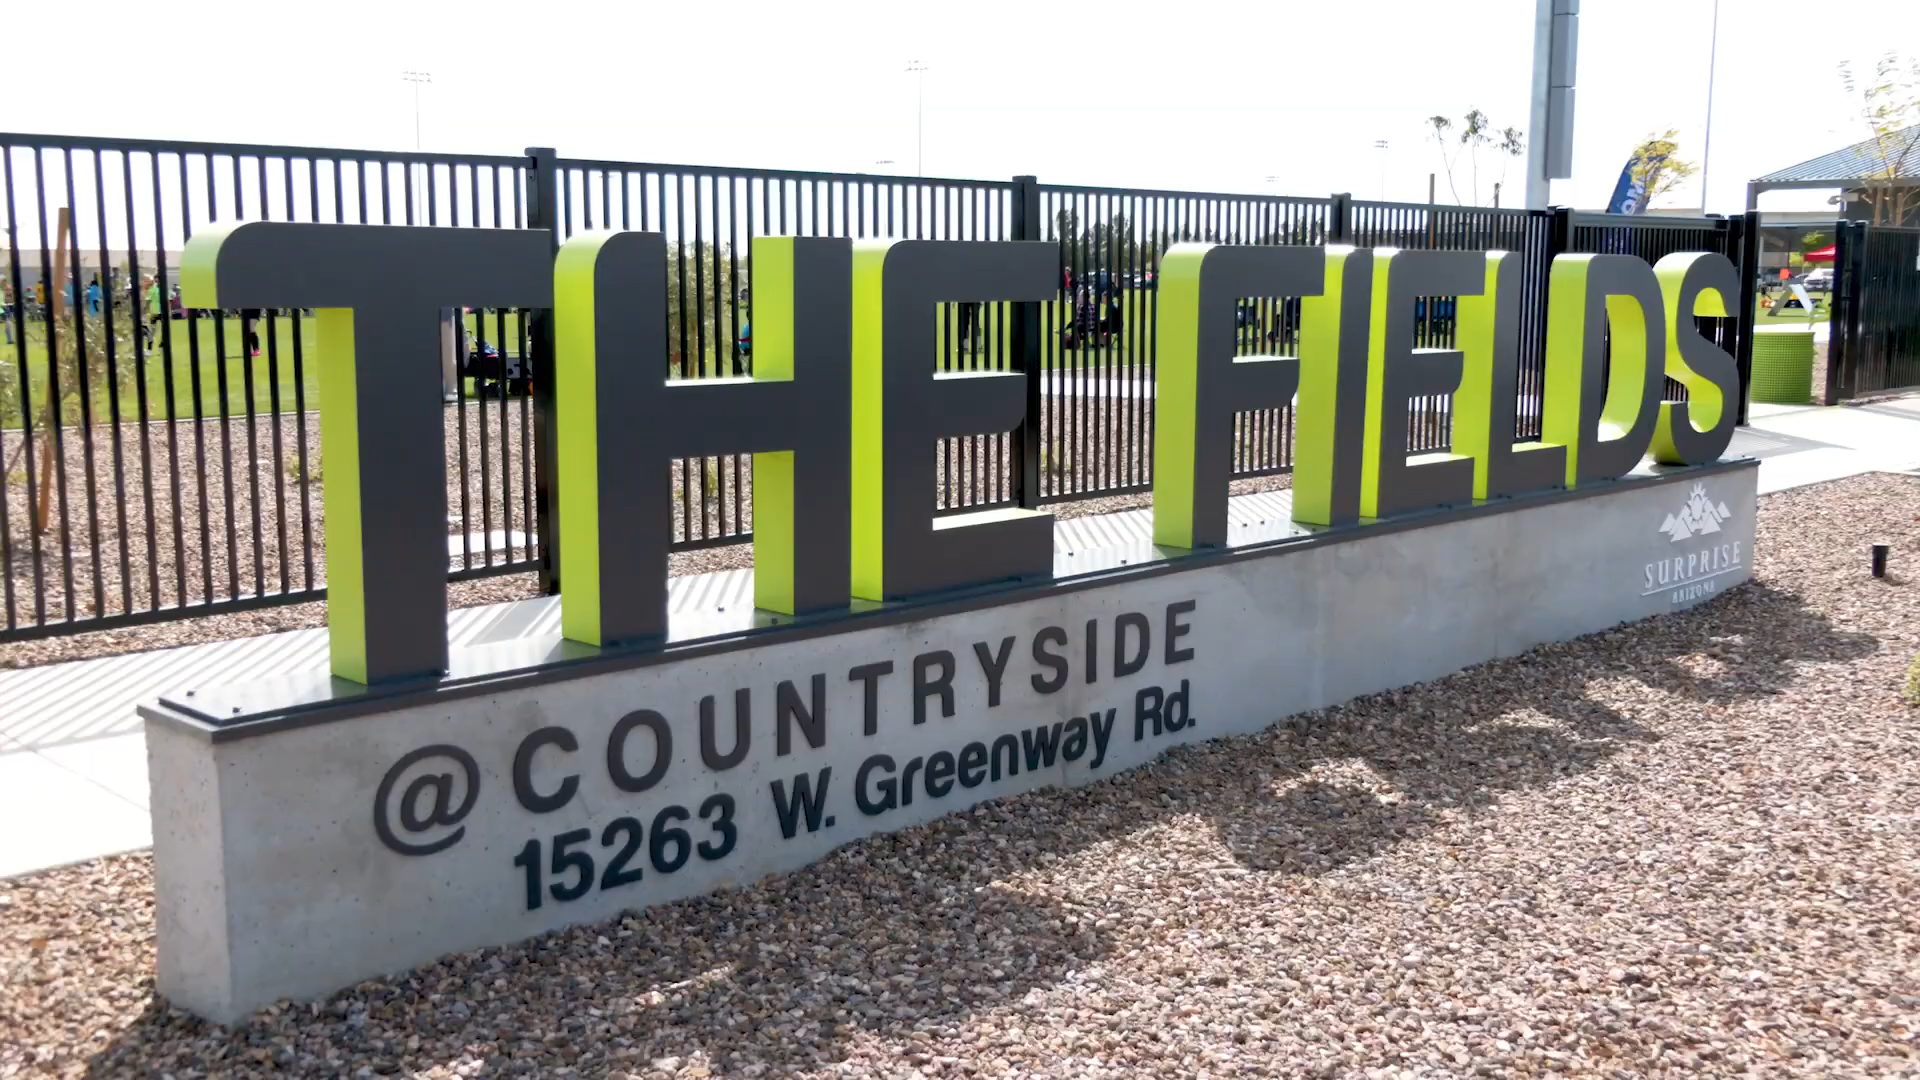 THE FIELDS
@COUNTRYSIDE
15263 W. Greenway Rd.
SURPRISE
ARIZONA